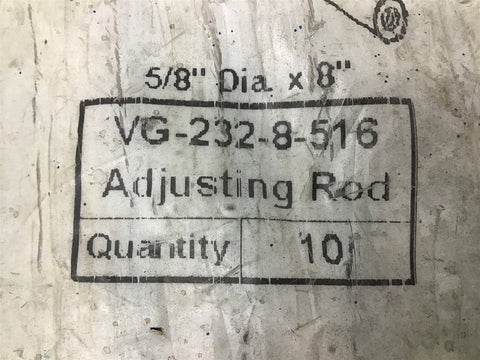 5/8" Dia. x 8"
VG-232-8-516
Adjusting Rod
Quantity 10